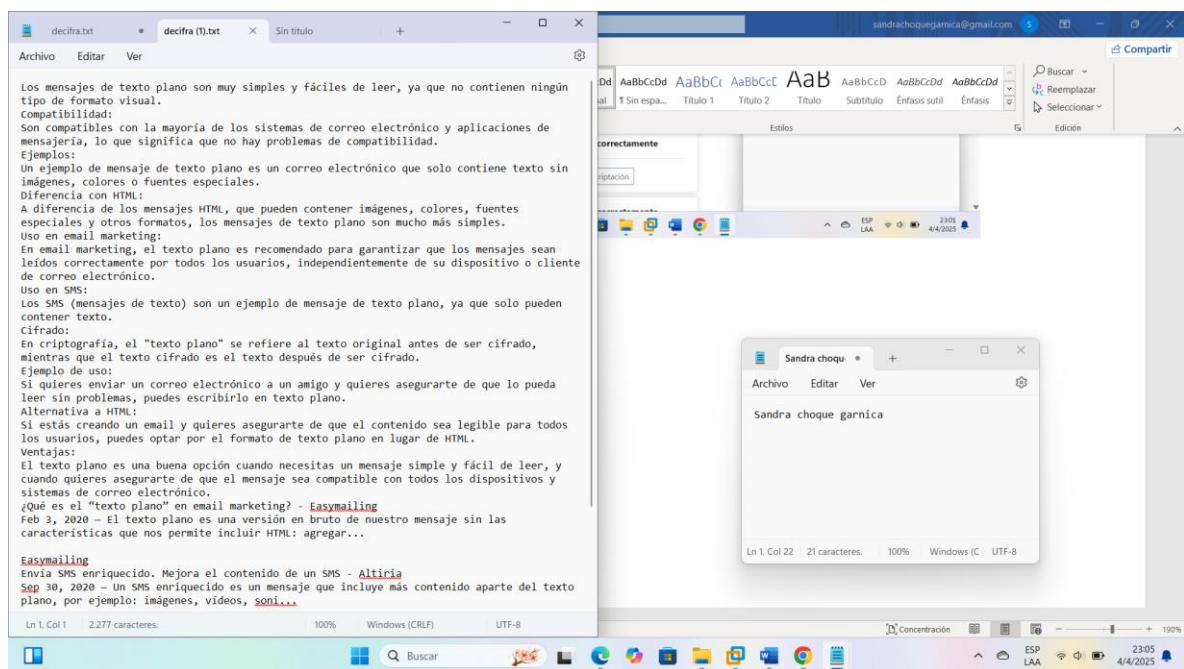 decifra.txt
decifra (1).txt
Sin título
Archivo Editar Ver
Los mensajes de texto plano son muy simples y fáciles de leer, ya que no contienen ningún
tipo de formato visual.
Compatibilidad:
Son compatibles con la mayoría de los sistemas de correo electrónico y aplicaciones de
mensajería, lo que significa que no hay problemas de compatibilidad.
Ejemplos:
Un ejemplo de mensaje de texto plano es un correo electrónico que solo contiene texto sin
imágenes, colores o fuentes especiales.
Diferencia con HTML:
A diferencia de los mensajes HTML, que pueden contener imágenes, colores, fuentes
especiales y otros formatos, los mensajes de texto plano son mucho más simples.
Uso en email marketing:
En email marketing, el texto plano es recomendado para garantizar que los mensajes sean
leídos correctamente por todos los usuarios, independientemente de su dispositivo o cliente
de correo electrónico.
Uso en SMS:
Los SMS (mensajes de texto) son un ejemplo de mensaje de texto plano, ya que solo pueden
contener texto.
Cifrado:
En criptografía, el "texto plano" se refiere al texto original antes de ser cifrado,
mientras que el texto cifrado es el texto después de ser cifrado.
Ejemplo de uso:
Si quieres enviar un correo electrónico a un amigo y quieres asegurarte de que lo pueda
leer sin problemas, puedes escribirlo en texto plano.
Alternativa a HTML:
Si estás creando un email y quieres asegurarte de que el contenido sea legible para todos
los usuarios, puedes optar por el formato de texto plano en lugar de HTML.
Ventajas:
El texto plano es una buena opción cuando necesitas un mensaje simple y fácil de leer, y
cuando quieres asegurarte de que el mensaje sea compatible con todos los dispositivos y
sistemas de correo electrónico.
¿Qué es el “texto plano” en email marketing? - Easymailing
Feb 3, 2020 — El texto plano es una versión en bruto de nuestro mensaje sin las
características que nos permite incluir HTML: agregar...
Easymailing
Envía SMS enriquecido. Mejora el contenido de un SMS - Altiria
Sep 30, 2020 — Un SMS enriquecido es un mensaje que incluye más contenido aparte del texto
plano, por ejemplo: imágenes, vídeos, soni...
Ln 1, Col 1 2.277 caracteres. 100% Windows (CRLF) UTF-8
sandrachoquegarnica@gmail.com S
Compartir
AaBbCcDd AaBbCc AaBbCcE AaB AaBbCcD AaBbCcDd AaBbCcDd
¶ Sin espa... Título 1 Título 2 Título Subtítulo Énfasis sutil Énfasis
Estilos
Buscar
Reemplazar
Seleccionar
Edición
correctamente
ESP
LAA
23:01
4/4/2025
Sandra choqu
Archivo Editar Ver
Sandra choque garnica
Ln 1, Col 22 21 caracteres. 100% Windows (C UTF-8
Concentración
190%
Buscar
ESP
LAA
23:05
4/4/2025